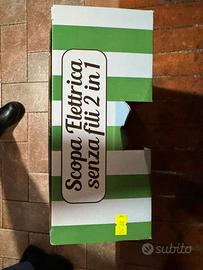 Scopa Elettrica
senza fili 2 in 1
subito